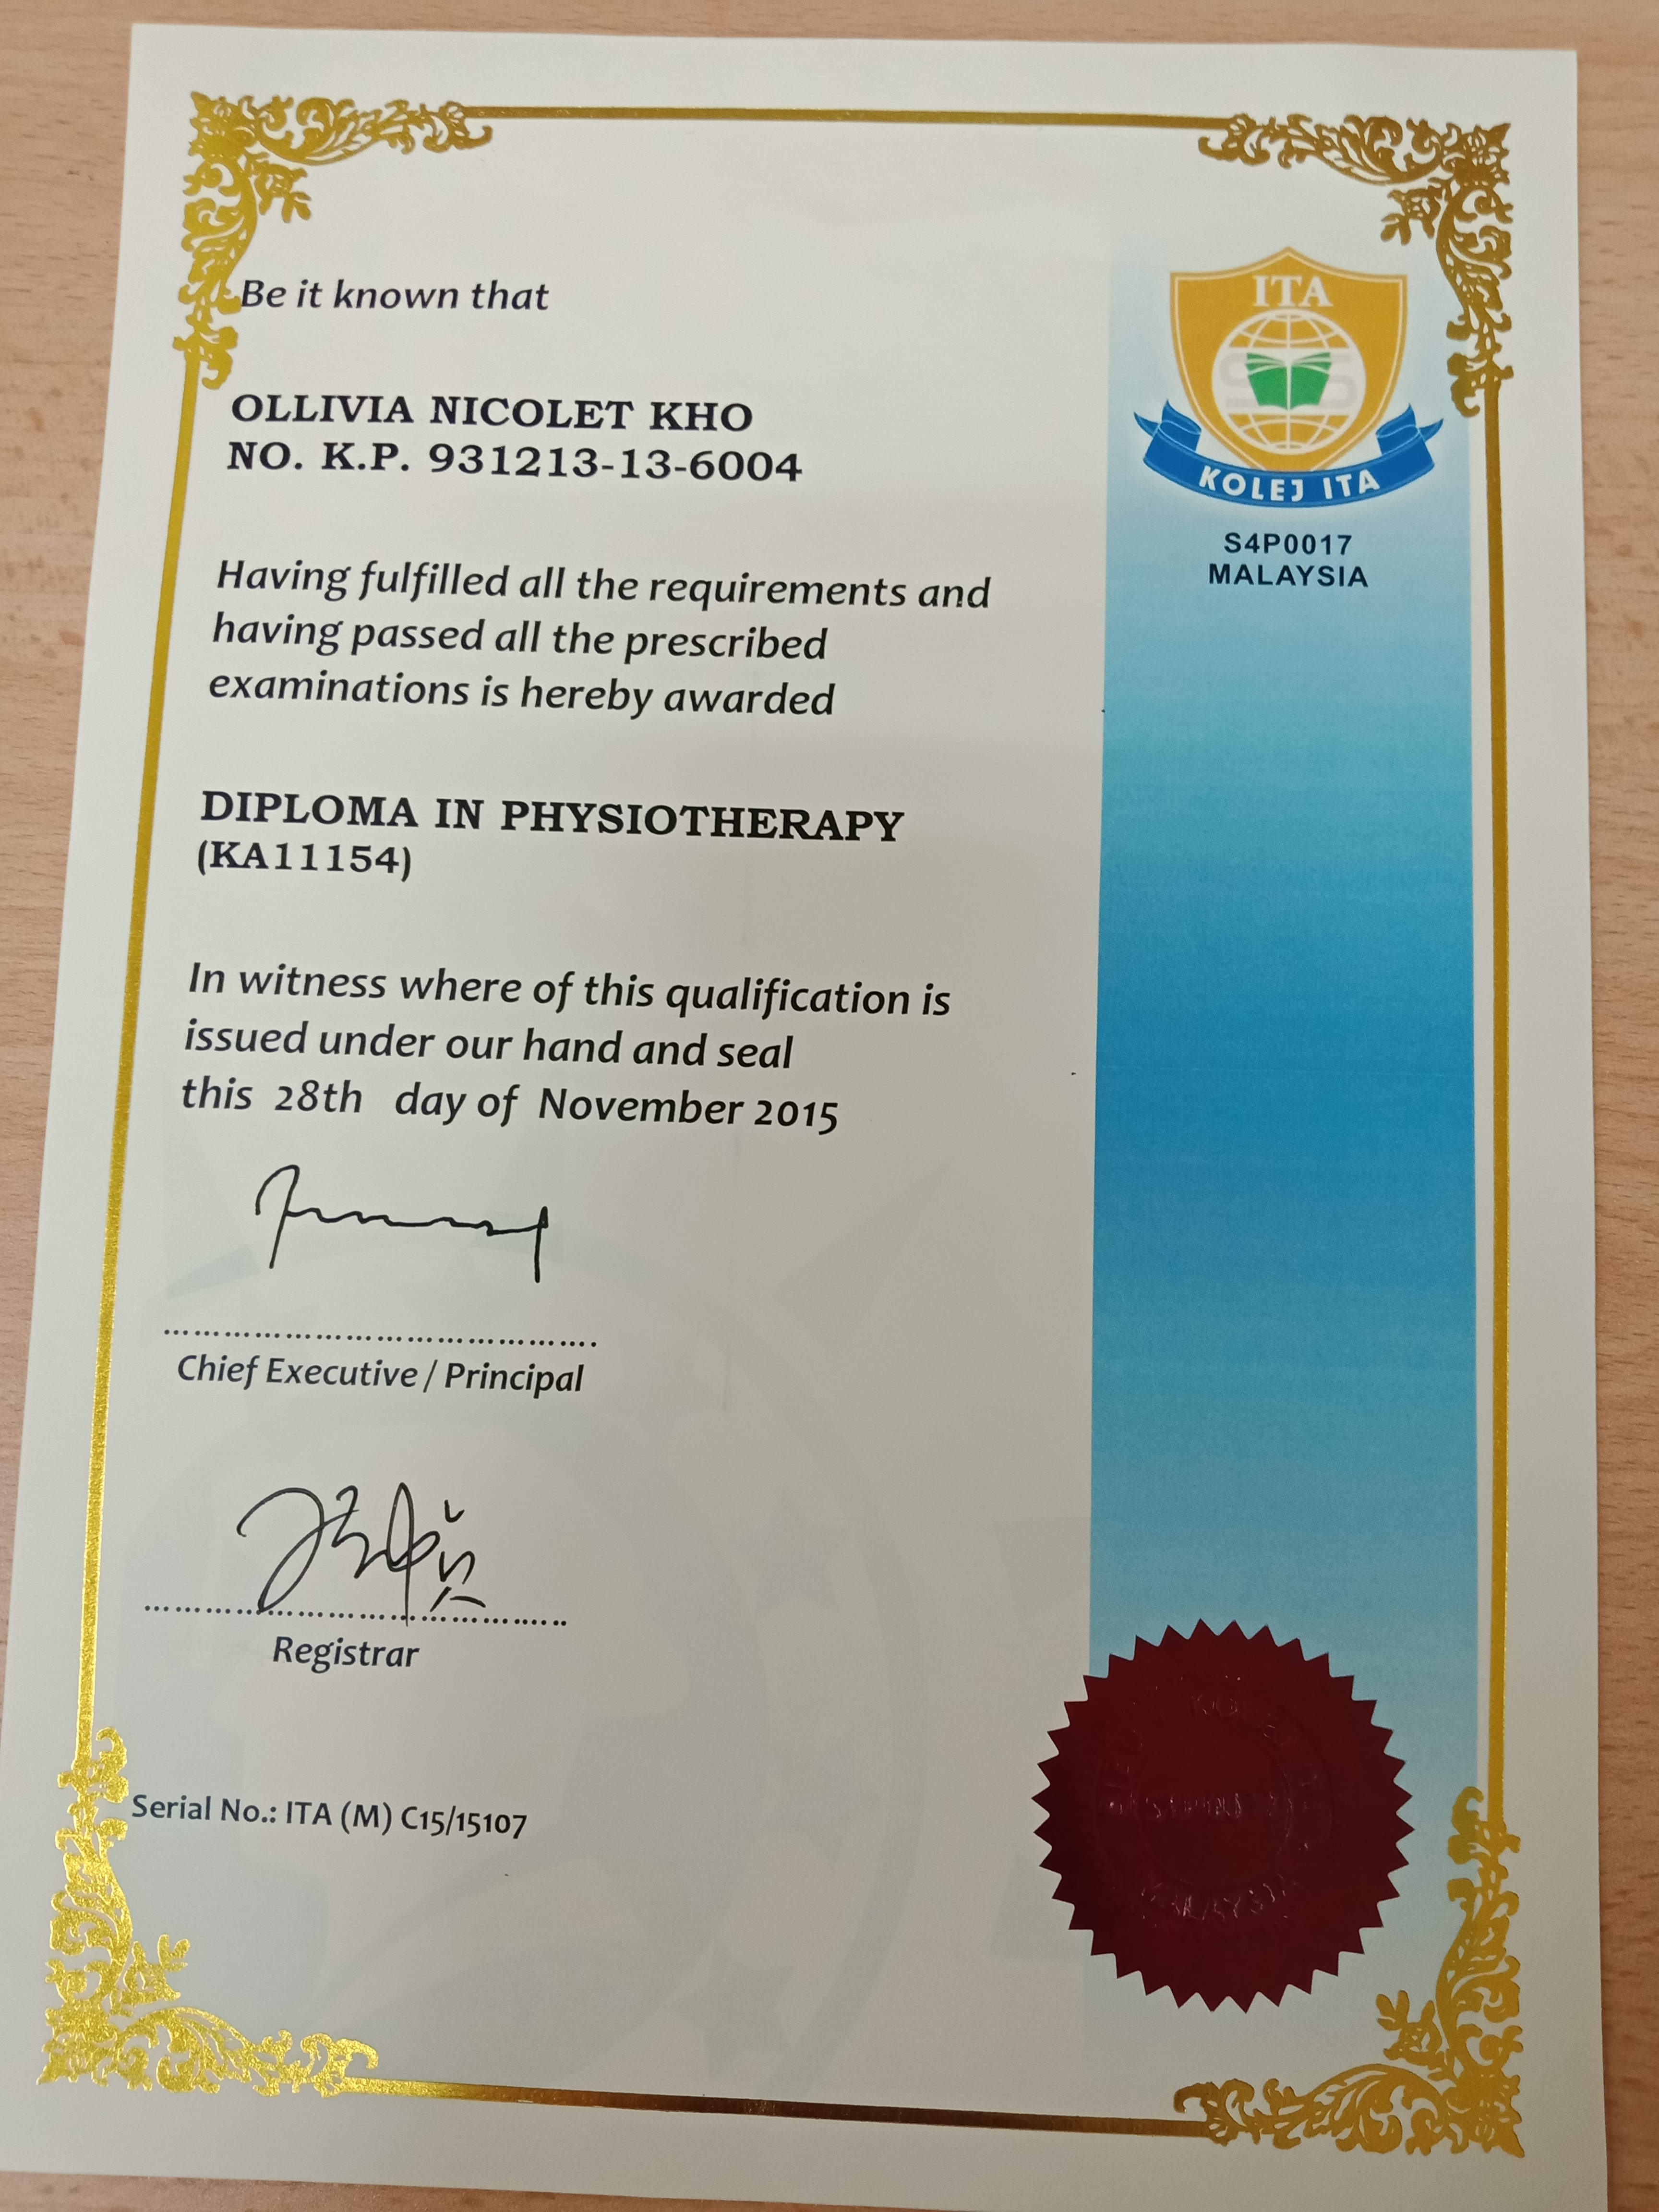 Be it known that
OLLIVIA NICOLET KHO
NO. K.P. 931213-13-6004
Having fulfilled all the requirements and
having passed all the prescribed
examinations is hereby awarded
DIPLOMA IN PHYSIOTHERAPY
(KA11154)
In witness where of this qualification is
issued under our hand and seal
this 28th day of November 2015
Chief Executive / Principal
Registrar
Serial No.: ITA (M) C15/15107
ITA
KOLEJ ITA
S4P0017
MALAYSIA
MALAYSIA